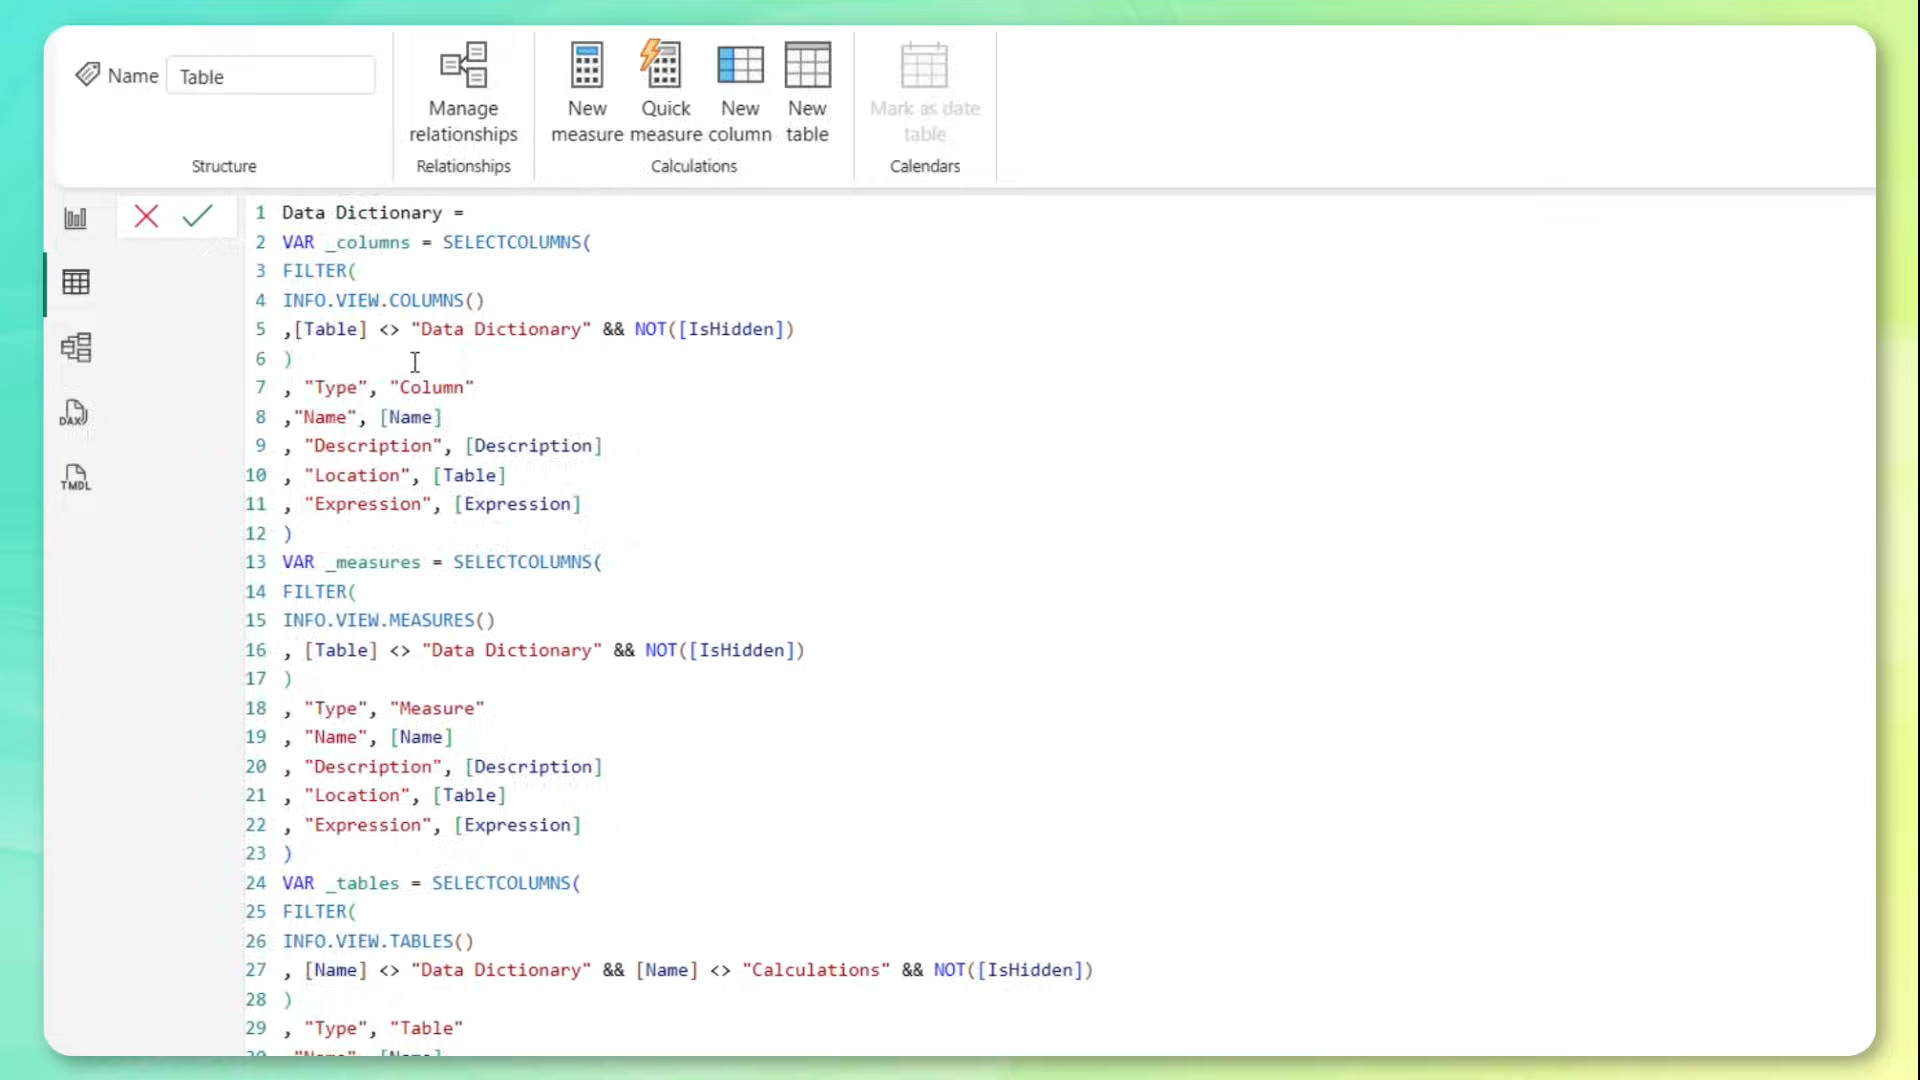 Name Table
Structure
Manage relationships
Relationships
New measure
Quick measure
New column
New table
Calculations
Mark as date table
Calendars
DAX
TMDL
1 Data Dictionary =
2 VAR _columns = SELECTCOLUMNS(
3 FILTER(
4 INFO.VIEW.COLUMNS()
5 ,[Table] <> "Data Dictionary" && NOT([IsHidden])
6 )
7 , "Type", "Column"
8 ,"Name", [Name]
9 , "Description", [Description]
10 , "Location", [Table]
11 , "Expression", [Expression]
12 )
13 VAR _measures = SELECTCOLUMNS(
14 FILTER(
15 INFO.VIEW.MEASURES()
16 , [Table] <> "Data Dictionary" && NOT([IsHidden])
17 )
18 , "Type", "Measure"
19 , "Name", [Name]
20 , "Description", [Description]
21 , "Location", [Table]
22 , "Expression", [Expression]
23 )
24 VAR _tables = SELECTCOLUMNS(
25 FILTER(
26 INFO.VIEW.TABLES()
27 , [Name] <> "Data Dictionary" && [Name] <> "Calculations" && NOT([IsHidden])
28 )
29 , "Type", "Table"
30 ,"Name", [Name]